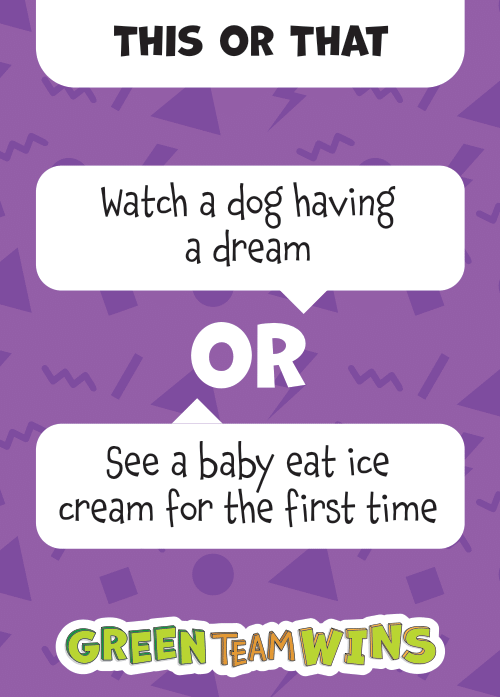 THIS OR THAT
Watch a dog having
a dream
OR
See a baby eat ice
cream for the first time
GREEN TEAM WINS